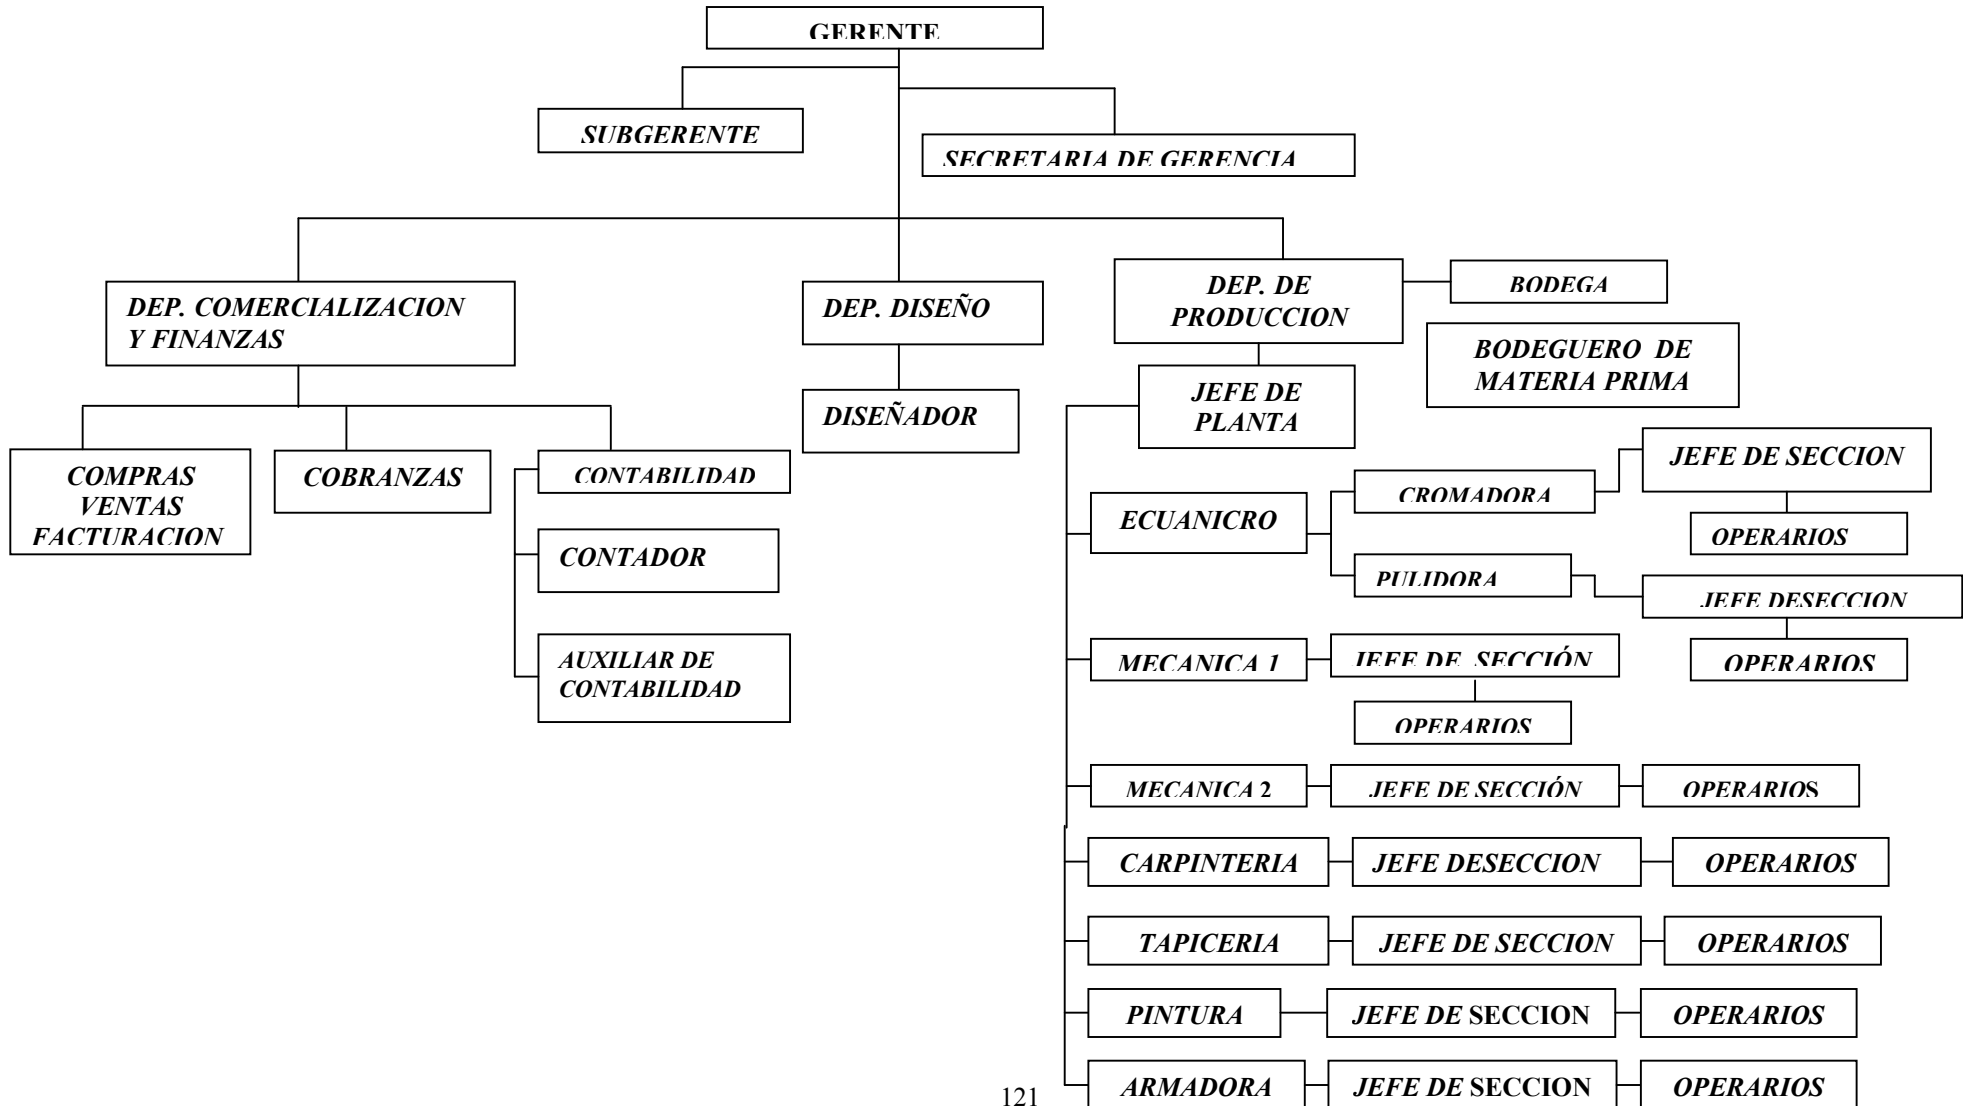 GERENTE
SUBGERENTE
SECRETARIA DE GERENCIA
DEP. COMERCIALIZACION
Y FINANZAS
DEP. DISEÑO
DEP. DE
PRODUCCION
BODEGA
BODEGUERO DE
MATERIA PRIMA
JEFE DE
PLANTA
DISEÑADOR
COMPRAS
VENTAS
FACTURACION
COBRANZAS
CONTABILIDAD
CONTADOR
AUXILIAR DE
CONTABILIDAD
ECUANICRO
CROMADORA
JEFE DE SECCION
OPERARIOS
PULIDORA
JEFE DESECCION
OPERARIOS
MECANICA 1
JEFE DE SECCIÓN
OPERARIOS
MECANICA 2
JEFE DE SECCIÓN
OPERARIOS
CARPINTERIA
JEFE DESECCION
OPERARIOS
TAPICERIA
JEFE DE SECCION
OPERARIOS
PINTURA
JEFE DE SECCION
OPERARIOS
ARMADORA
JEFE DE SECCION
OPERARIOS
121